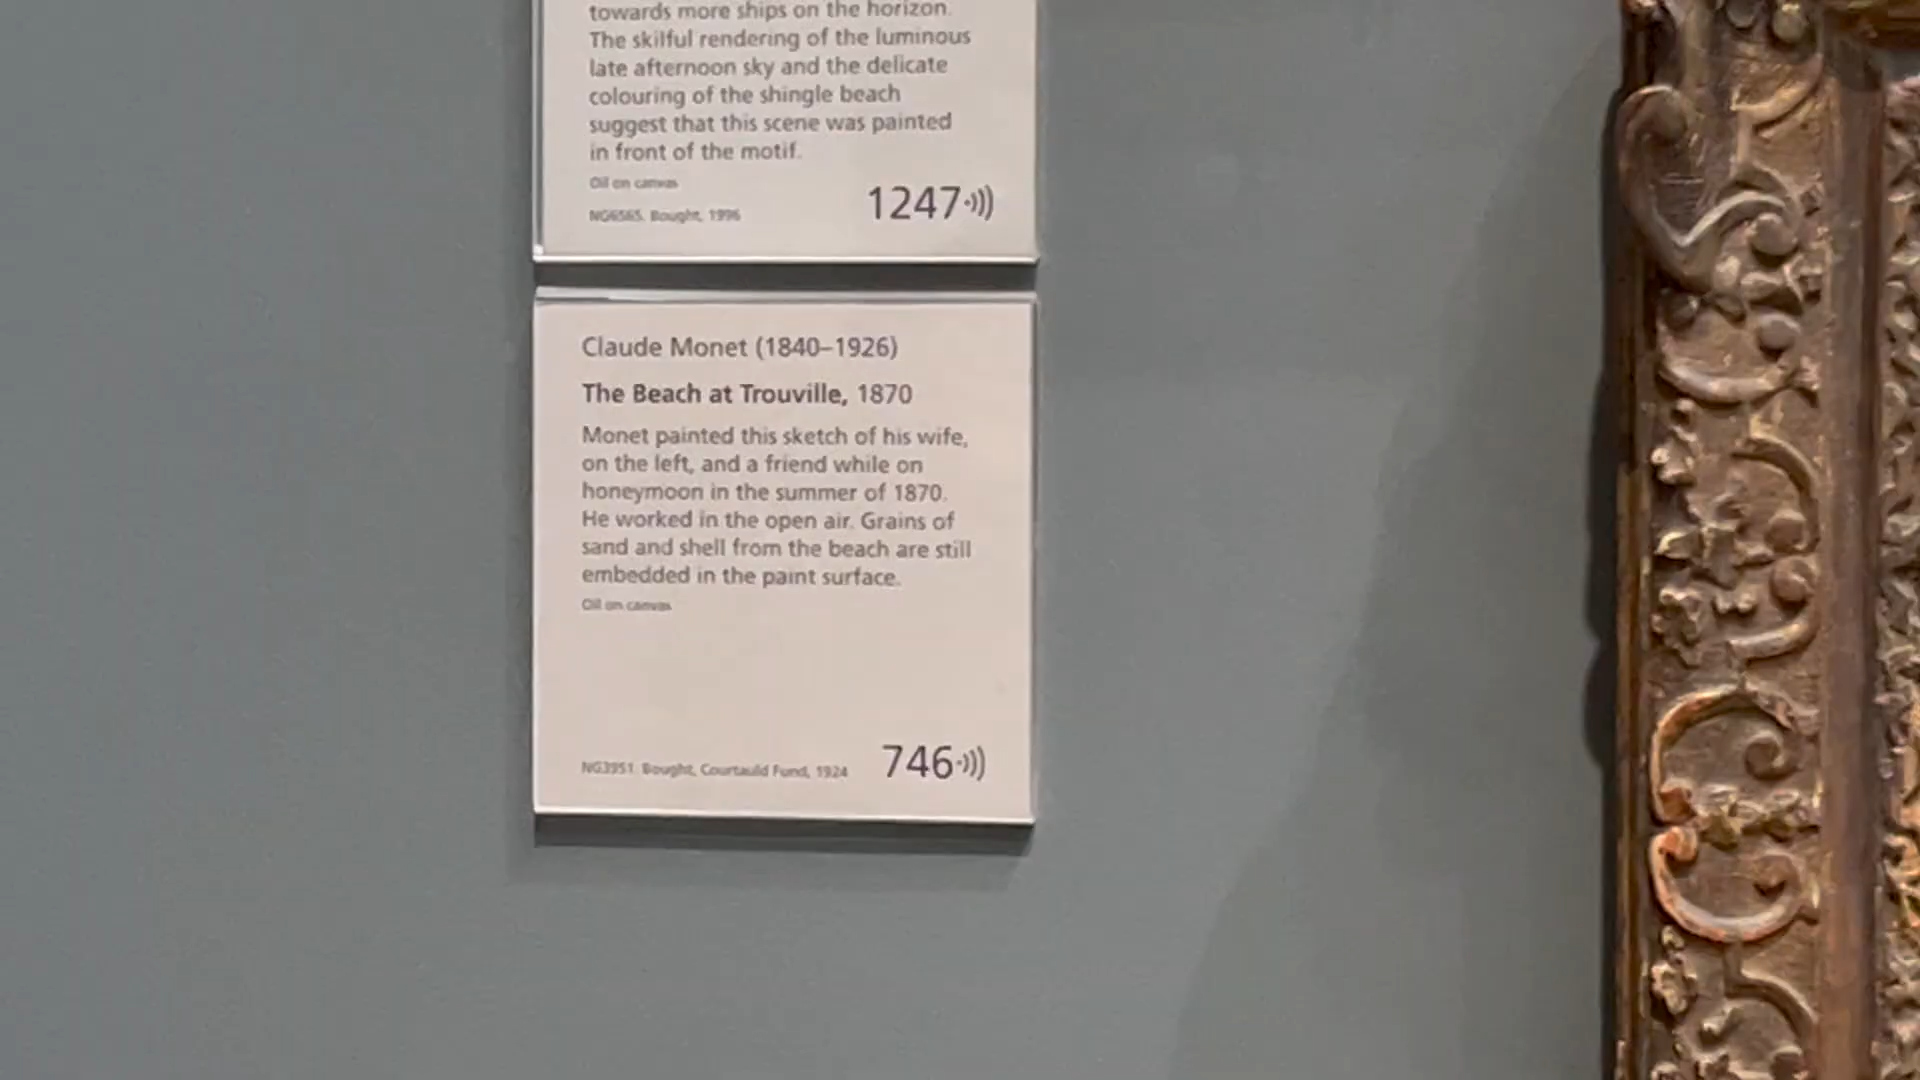 towards more ships on the horizon.
The skilful rendering of the luminous
late afternoon sky and the delicate
colouring of the shingle beach
suggest that this scene was painted
in front of the motif.
Oil on canvas
NG6565. Bought, 1996
1247
Claude Monet (1840–1926)
The Beach at Trouville, 1870
Monet painted this sketch of his wife,
on the left, and a friend while on
honeymoon in the summer of 1870.
He worked in the open air. Grains of
sand and shell from the beach are still
embedded in the paint surface.
Oil on canvas
NG3951. Bought, Courtauld Fund, 1924
746